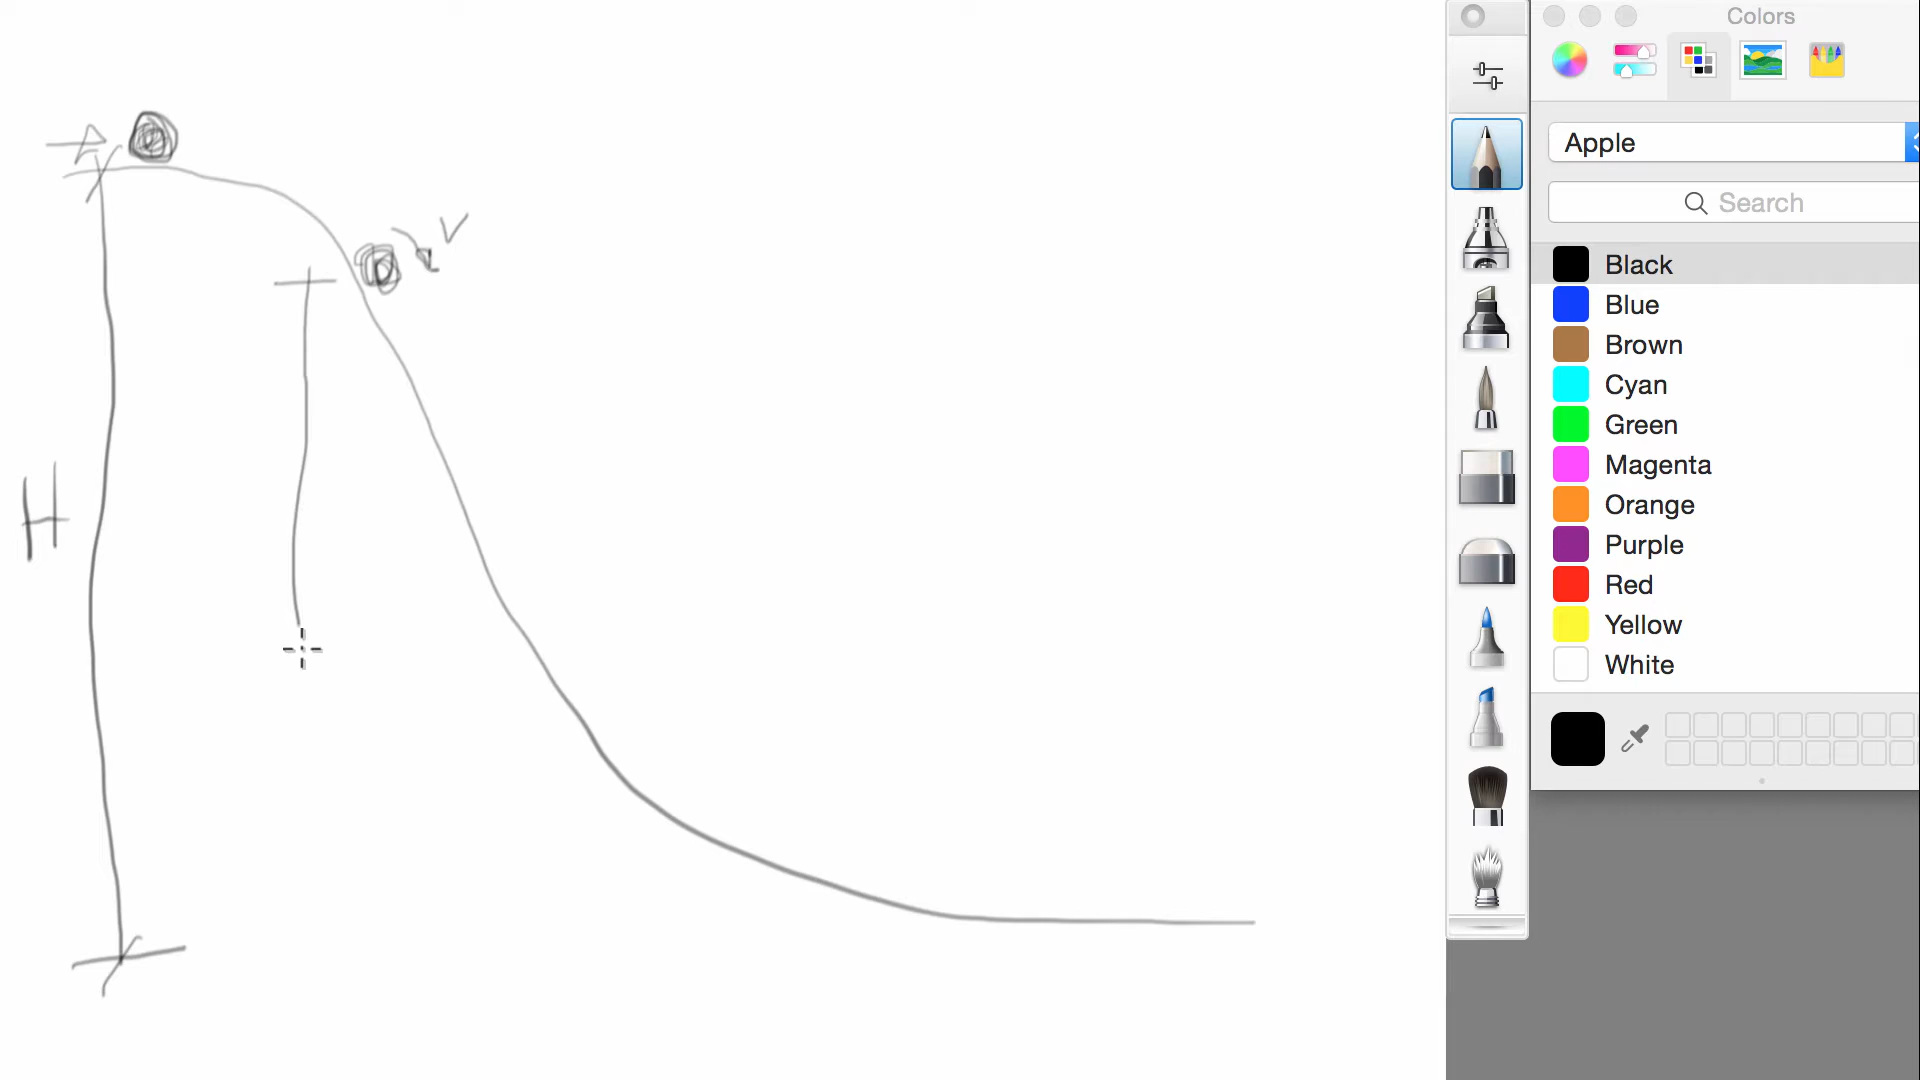 H
V
Colors
Apple
Search
Black
Blue
Brown
Cyan
Green
Magenta
Orange
Purple
Red
Yellow
White